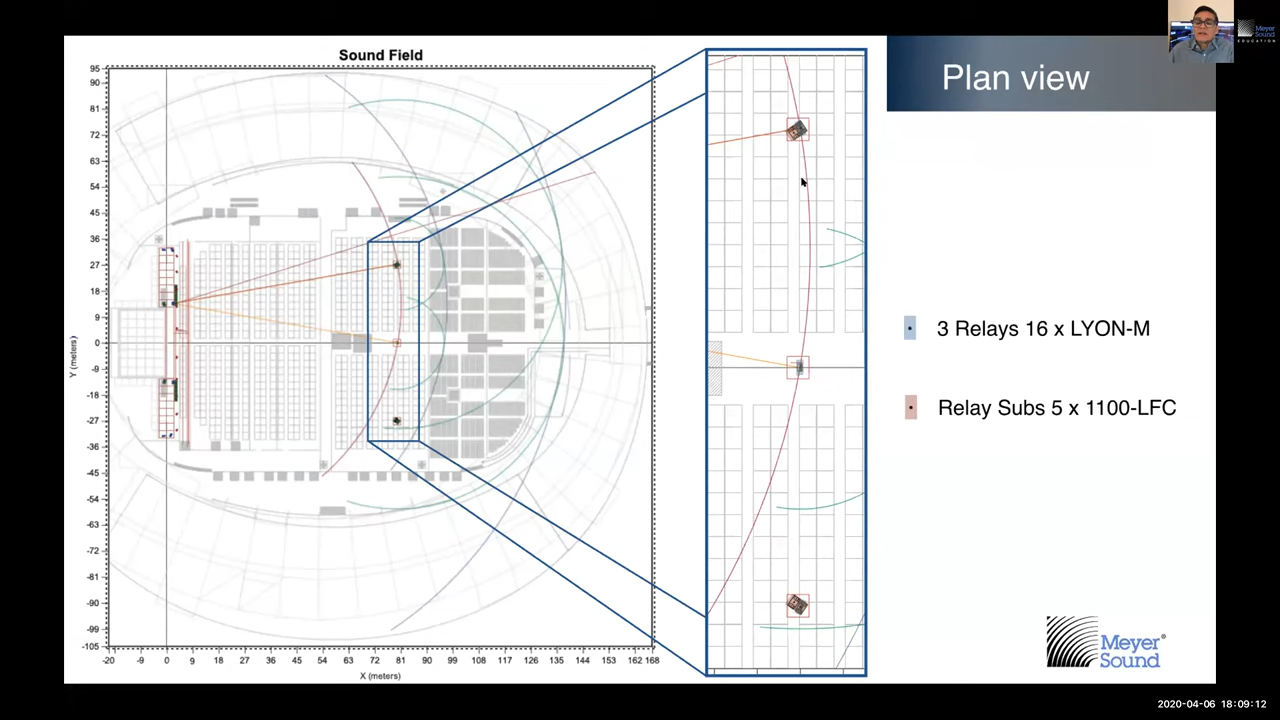 Meyer
Sound
EDUCATION
Sound Field
Plan view
95
90
81
72
63
54
45
36
27
18
9
0
-9
-18
-27
-36
-45
-54
-63
-72
-81
-90
-99
-105
Y (meters)
-20 -9 0 9 18 27 36 45 54 63 72 81 90 99 108 117 126 135 144 153 162 168
X (meters)
3 Relays 16 x LYON-M
Relay Subs 5 x 1100-LFC
Meyer®
Sound
2020-04-06 18:09:12